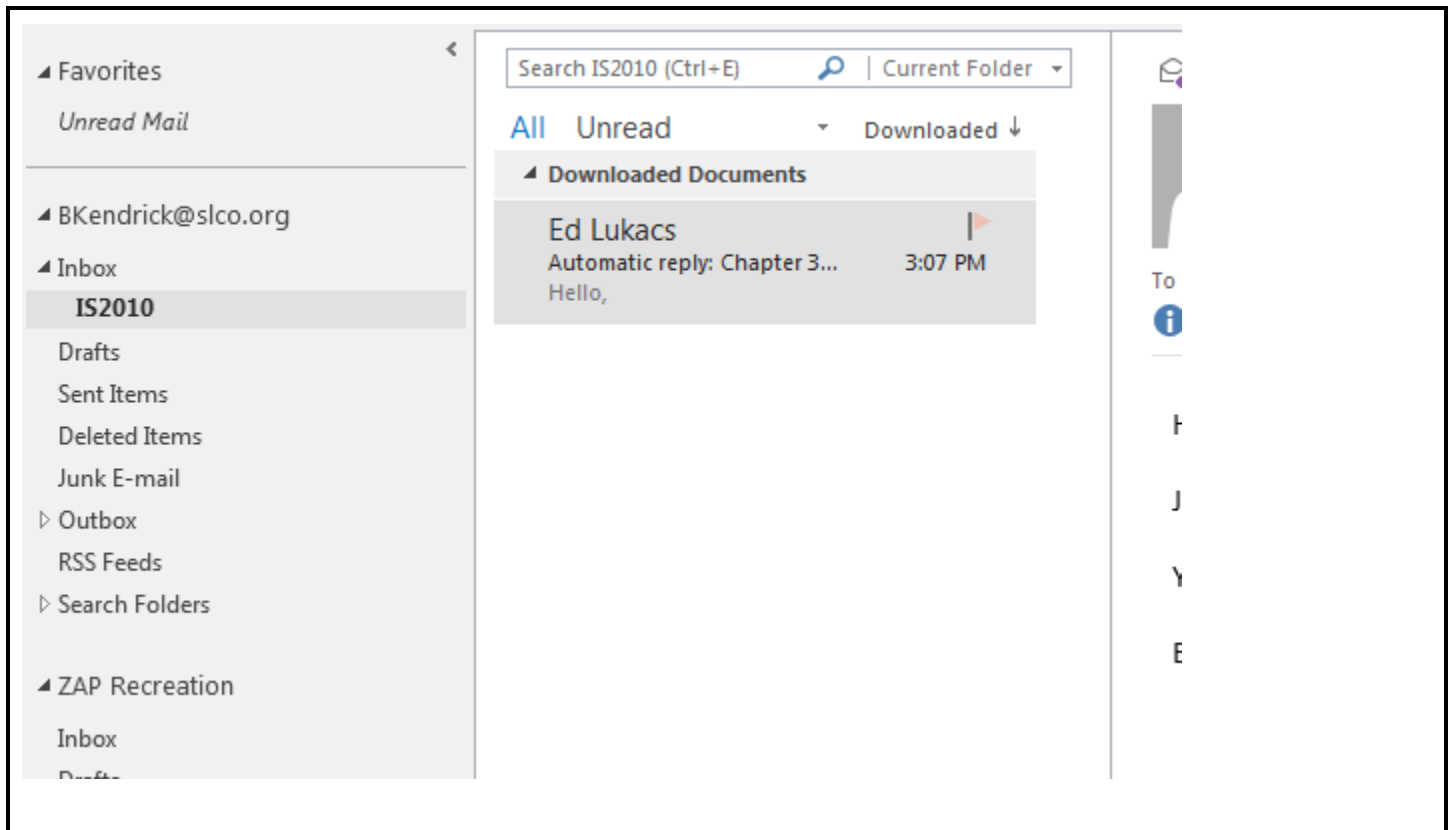 Favorites
Unread Mail
BKendrick@slco.org
Inbox
IS2010
Drafts
Sent Items
Deleted Items
Junk E-mail
Outbox
RSS Feeds
Search Folders
ZAP Recreation
Inbox
Drafts
Search IS2010 (Ctrl+E) Current Folder
All Unread Downloaded
Downloaded Documents
Ed Lukacs
Automatic reply: Chapter 3... 3:07 PM
Hello,
To
H
J
Y